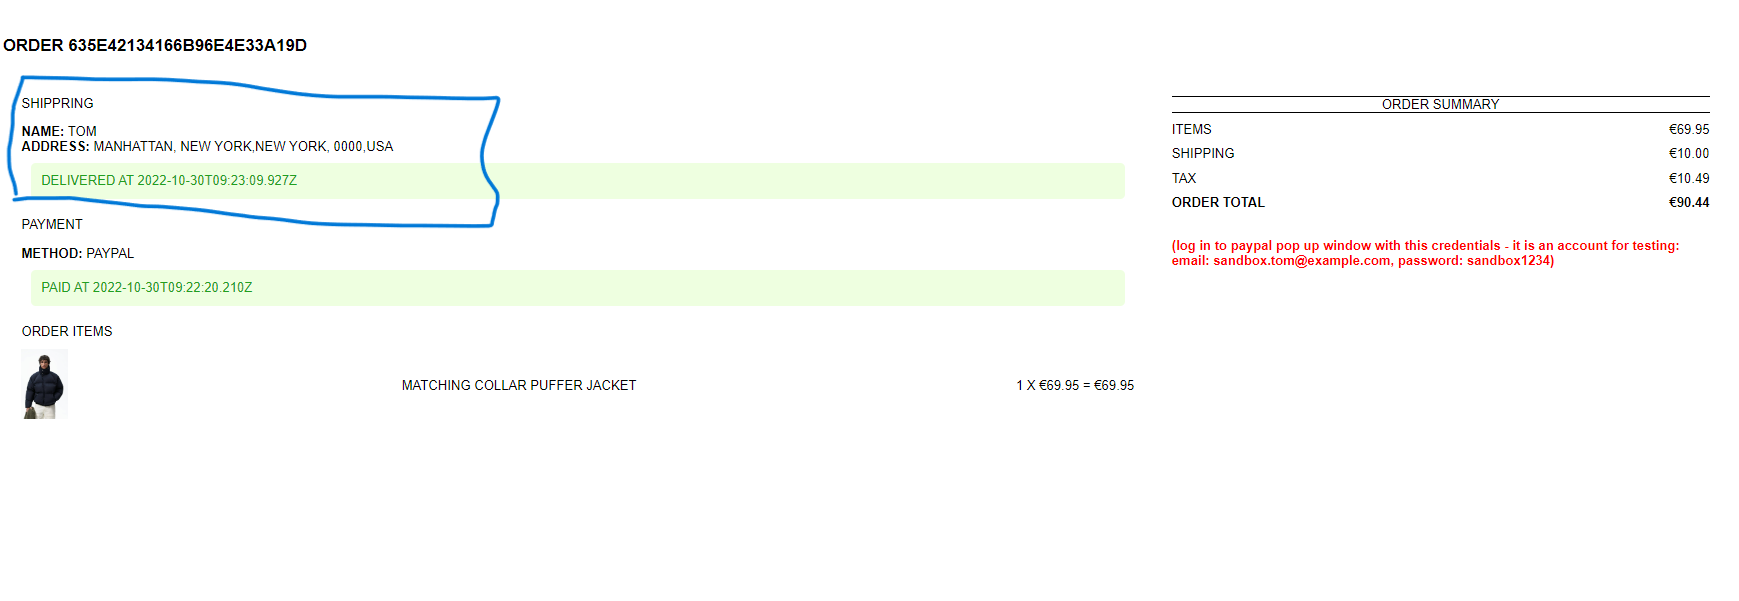 ORDER 635E42134166B96E4E33A19D
SHIPPRING
NAME: TOM
ADDRESS: MANHATTAN, NEW YORK,NEW YORK, 0000,USA
DELIVERED AT 2022-10-30T09:23:09.927Z
PAYMENT
METHOD: PAYPAL
PAID AT 2022-10-30T09:22:20.210Z
ORDER ITEMS
MATCHING COLLAR PUFFER JACKET 1 X €69.95 = €69.95
ORDER SUMMARY
ITEMS €69.95
SHIPPING €10.00
TAX €10.49
ORDER TOTAL €90.44
(log in to paypal pop up window with this credentials - it is an account for testing:
email: sandbox.tom@example.com, password: sandbox1234)